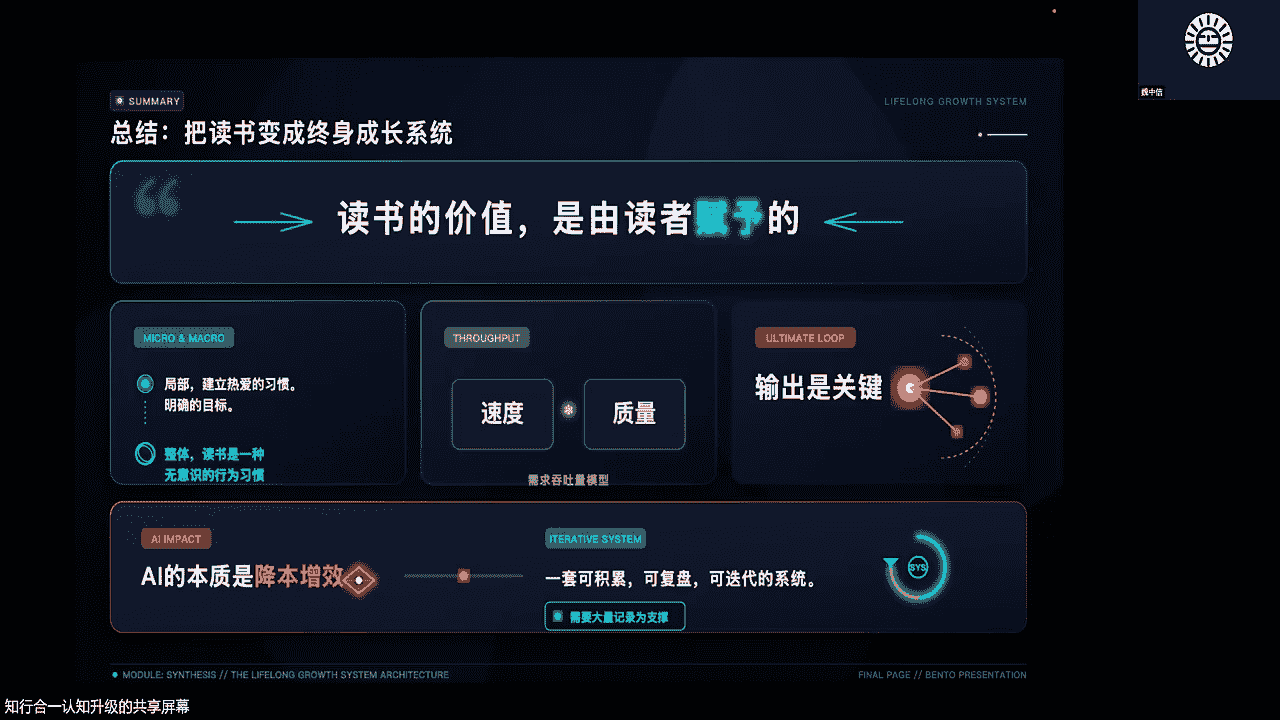 SUMMARY
LIFELONG GROWTH SYSTEM
总结：把读书变成终身成长系统
读书的价值，是由读者赋予的
MICRO & MACRO
局部，建立热爱的习惯。
明确的目标。
整体，读书是一种
无意识的行为习惯
THROUGHPUT
速度
质量
需求吞吐量模型
ULTIMATE LOOP
输出是关键
AI IMPACT
AI的本质是降本增效
ITERATIVE SYSTEM
一套可积累，可复盘，可迭代的系统。
需要大量记录为支撑
SYS
MODULE: SYNTHESIS // THE LIFELONG GROWTH SYSTEM ARCHITECTURE
FINAL PAGE // BENTO PRESENTATION
魏中信
知行合一认知升级的共享屏幕